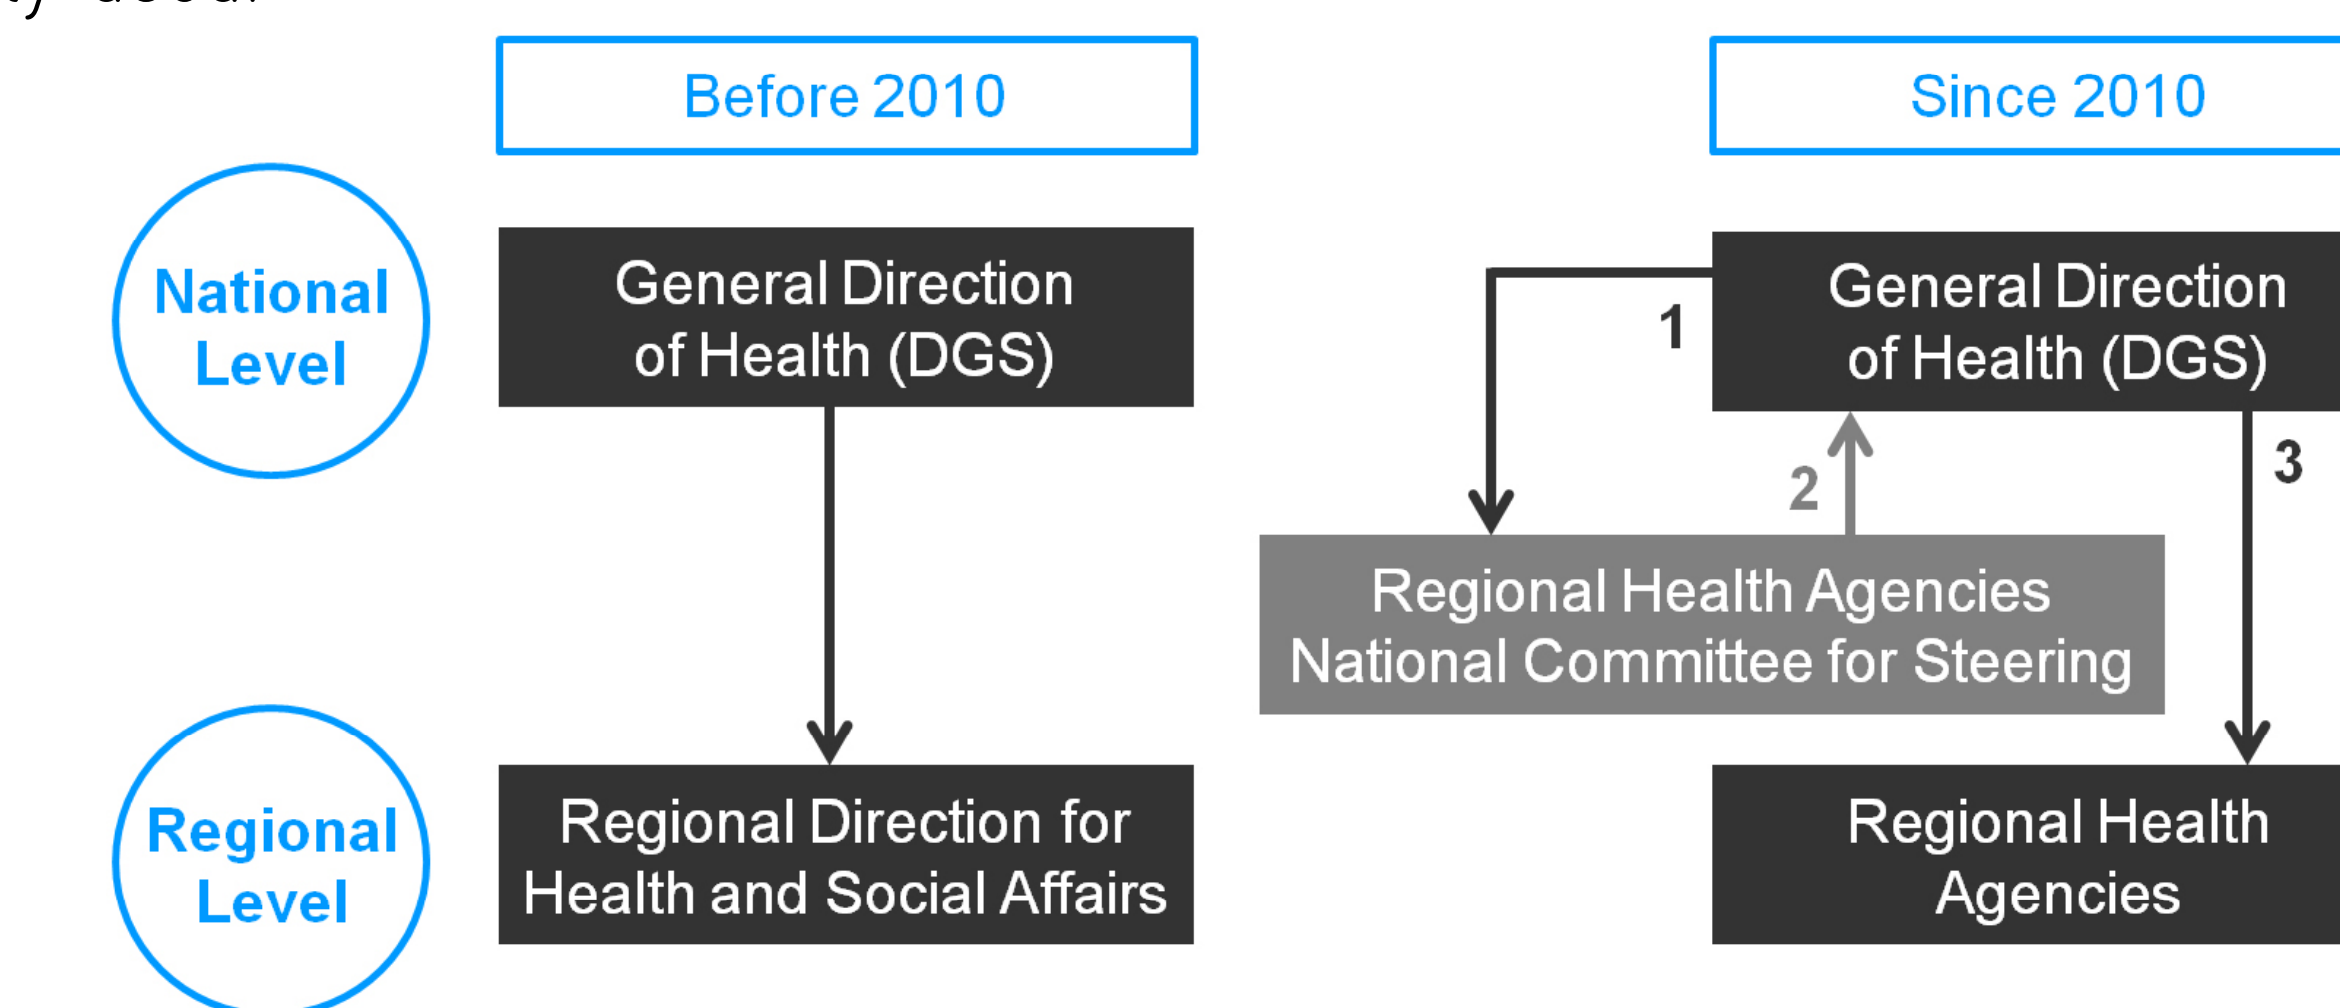 Before 2010
Since 2010
National
Level
General Direction
of Health (DGS)
General Direction
of Health (DGS)
1
2
3
Regional Health Agencies
National Committee for Steering
Regional
Level
Regional Direction for
Health and Social Affairs
Regional Health
Agencies